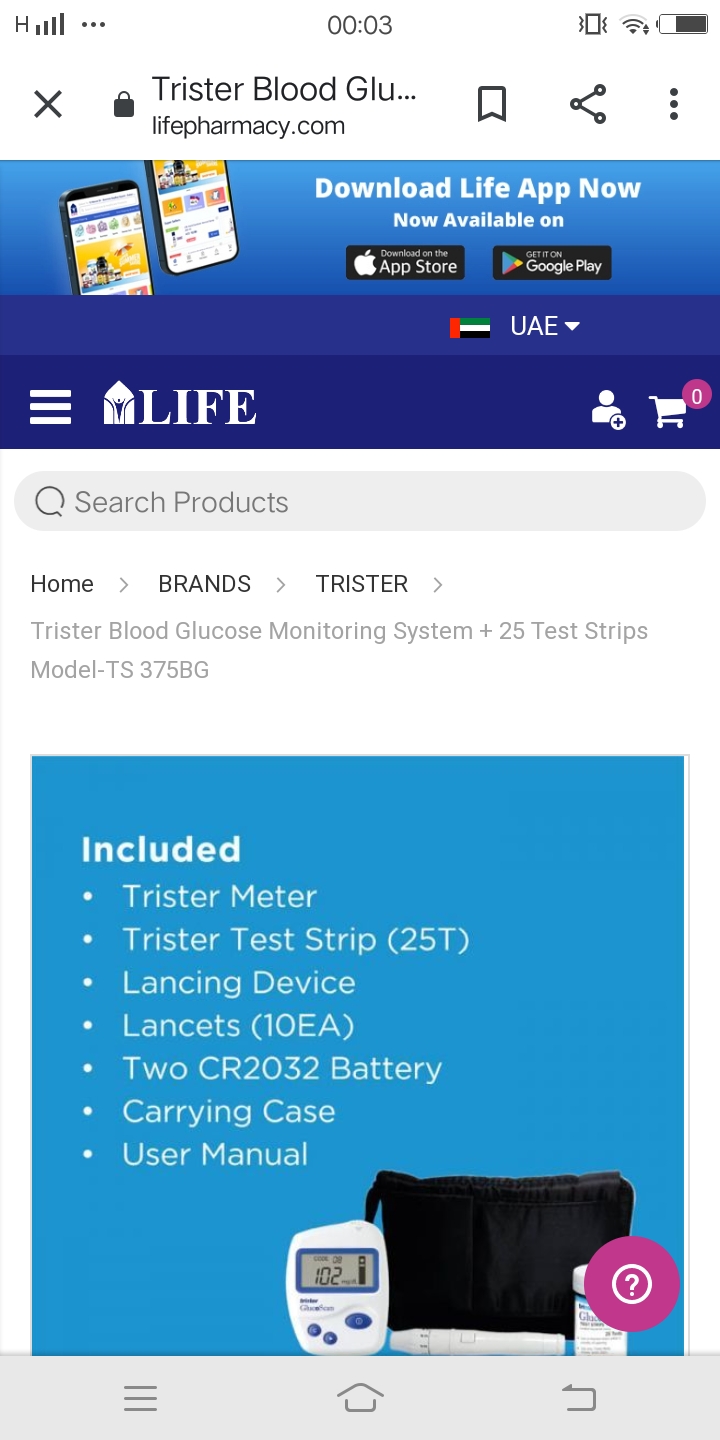 H
00:03
Trister Blood Glu...
lifepharmacy.com
Download Life App Now
Now Available on
Download on the
App Store
GET IT ON
Google Play
UAE
LIFE
0
Search Products
Home > BRANDS > TRISTER >
Trister Blood Glucose Monitoring System + 25 Test Strips
Model-TS 375BG
Included
• Trister Meter
• Trister Test Strip (25T)
• Lancing Device
• Lancets (10EA)
• Two CR2032 Battery
• Carrying Case
• User Manual
CODE 08
102
trister
GlucoScan
?